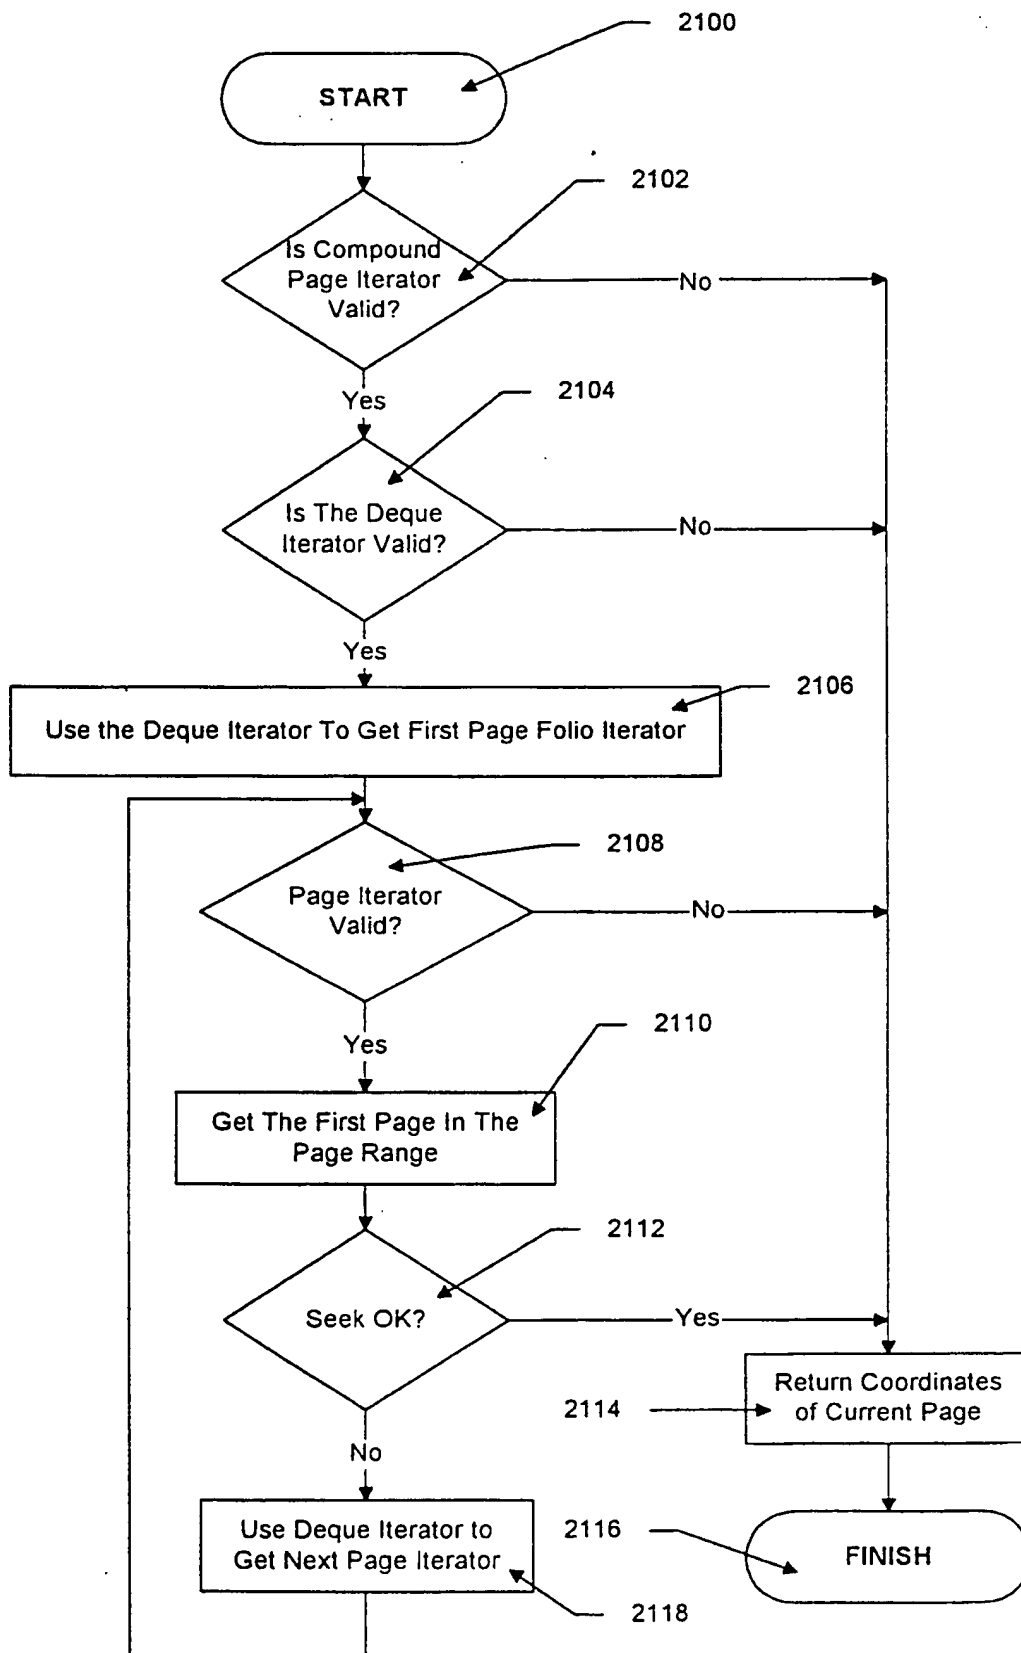 2100
START
2102
Is Compound
Page Iterator
Valid?
No
Yes
2104
Is The Deque
Iterator Valid?
No
Yes
2106
Use the Deque Iterator To Get First Page Folio Iterator
2108
Page Iterator
Valid?
No
Yes
2110
Get The First Page In The
Page Range
2112
Seek OK?
Yes
Return Coordinates
of Current Page
2114
No
Use Deque Iterator to
Get Next Page Iterator
2116
FINISH
2118